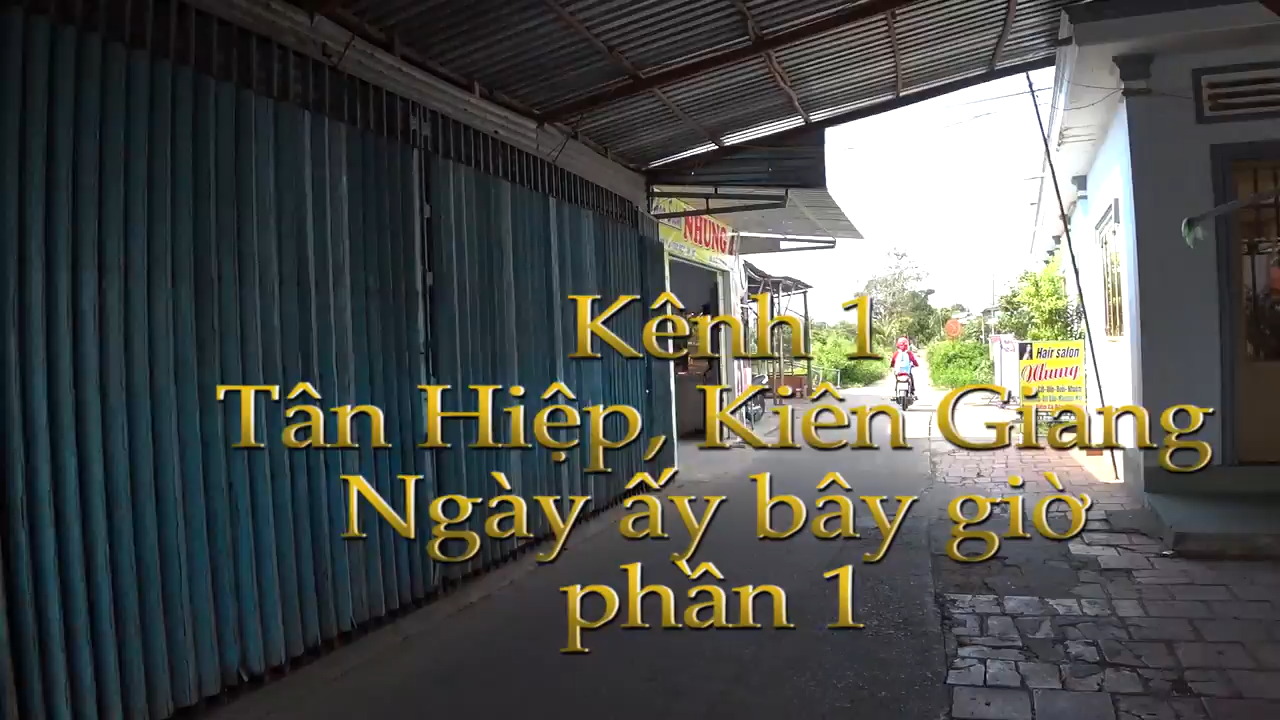 NHUNG
Kênh 1
Hair salon
Nhung
Tân Hiệp, Kiên Giang
Ngày ấy bây giờ
phần 1